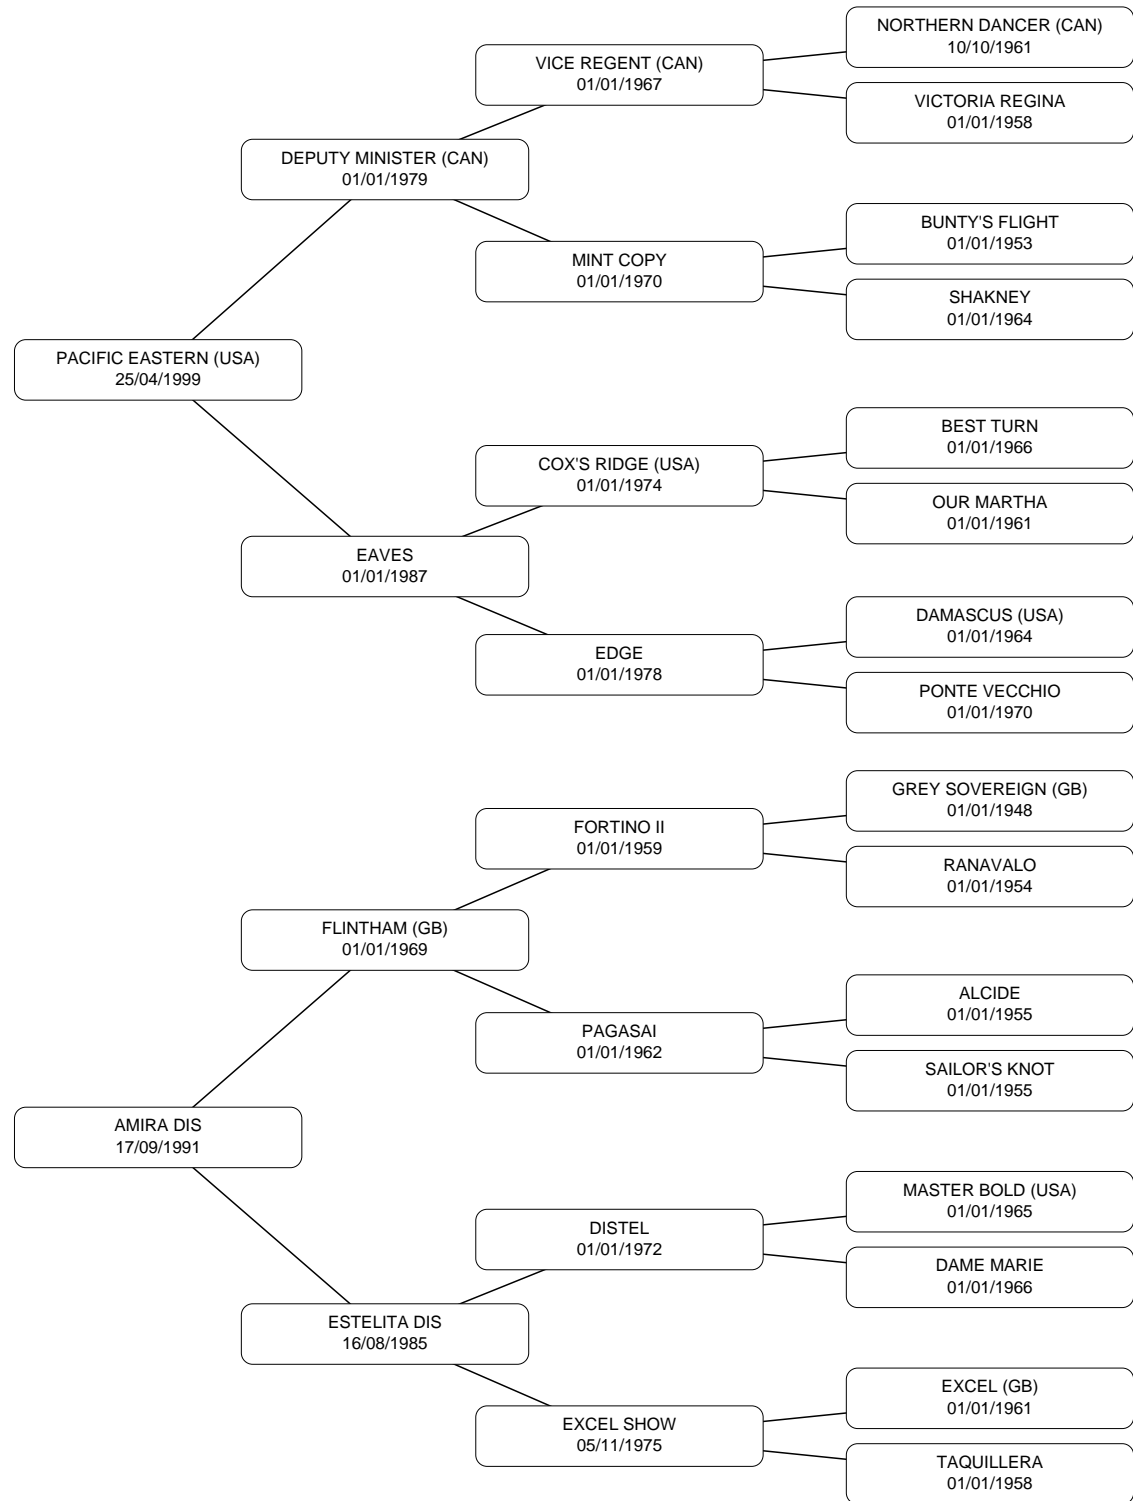 NORTHERN DANCER (CAN)
10/10/1961
VICE REGENT (CAN)
01/01/1967
VICTORIA REGINA
01/01/1958
DEPUTY MINISTER (CAN)
01/01/1979
BUNTY'S FLIGHT
01/01/1953
MINT COPY
01/01/1970
SHAKNEY
01/01/1964
PACIFIC EASTERN (USA)
25/04/1999
BEST TURN
01/01/1966
COX'S RIDGE (USA)
01/01/1974
OUR MARTHA
01/01/1961
EAVES
01/01/1987
DAMASCUS (USA)
01/01/1964
EDGE
01/01/1978
PONTE VECCHIO
01/01/1970
GREY SOVEREIGN (GB)
01/01/1948
FORTINO II
01/01/1959
RANAVALO
01/01/1954
FLINTHAM (GB)
01/01/1969
ALCIDE
01/01/1955
PAGASAI
01/01/1962
SAILOR'S KNOT
01/01/1955
AMIRA DIS
17/09/1991
MASTER BOLD (USA)
01/01/1965
DISTEL
01/01/1972
DAME MARIE
01/01/1966
ESTELITA DIS
16/08/1985
EXCEL (GB)
01/01/1961
EXCEL SHOW
05/11/1975
TAQUILLERA
01/01/1958